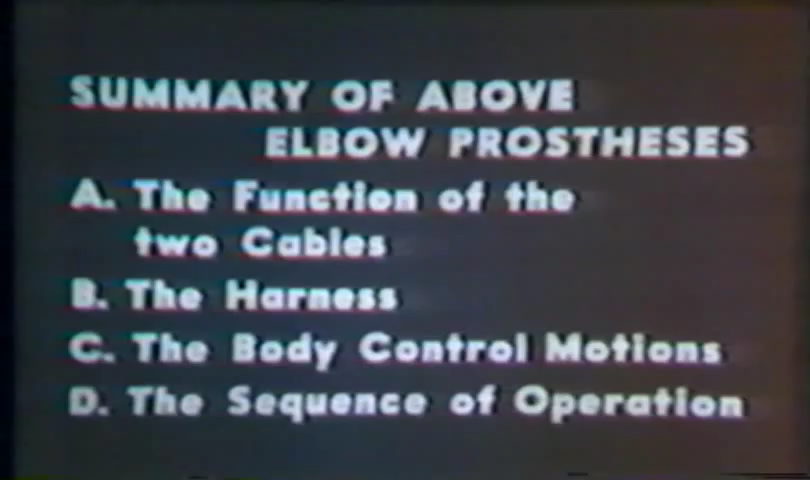 SUMMARY OF ABOVE
ELBOW PROSTHESES
A. The Function of the
two Cables
B. The Harness
C. The Body Control Motions
D. The Sequence of Operation